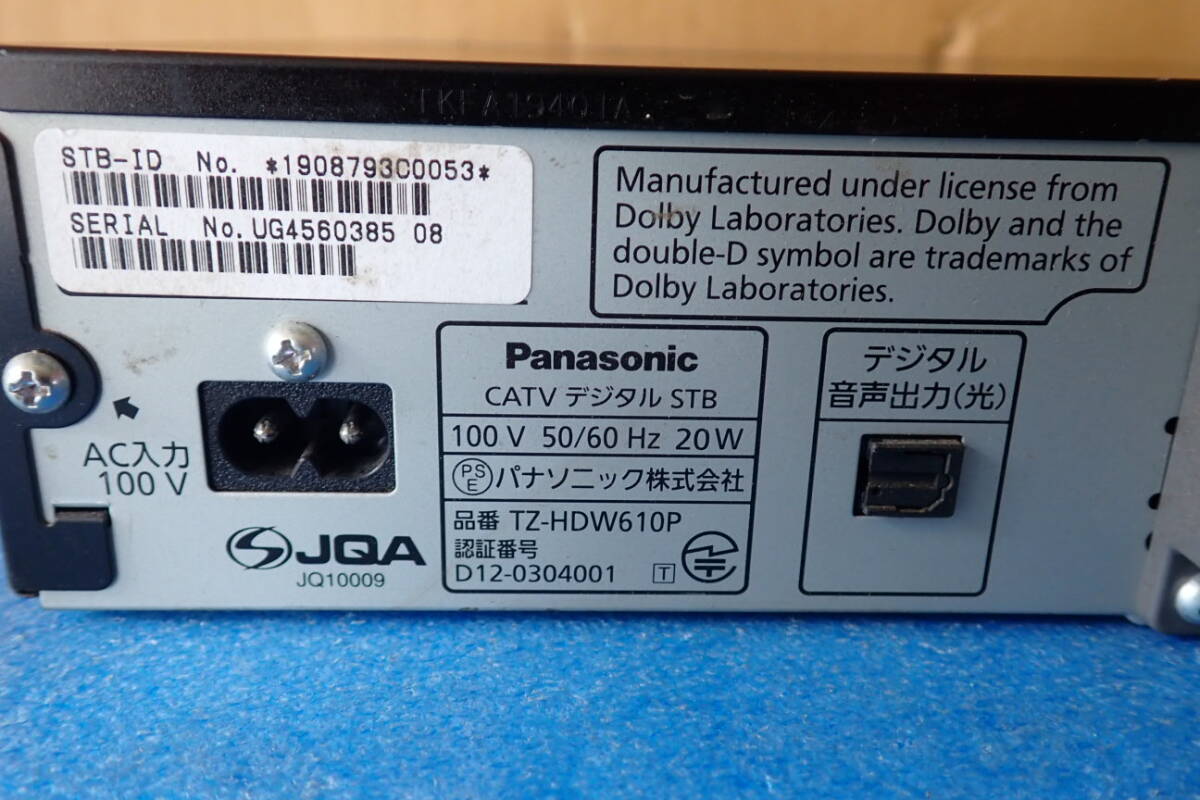 STB-ID No. *1908793C0053*
SERIAL No. UG4560385 08
Manufactured under license from
Dolby Laboratories. Dolby and the
double-D symbol are trademarks of
Dolby Laboratories.
AC入力
100 V
JQA
JQ10009
Panasonic
CATV デジタル STB
100 V 50/60 Hz 20W
PSE パナソニック株式会社
品番 TZ-HDW610P
認証番号
D12-0304001 T
デジタル
音声出力(光)